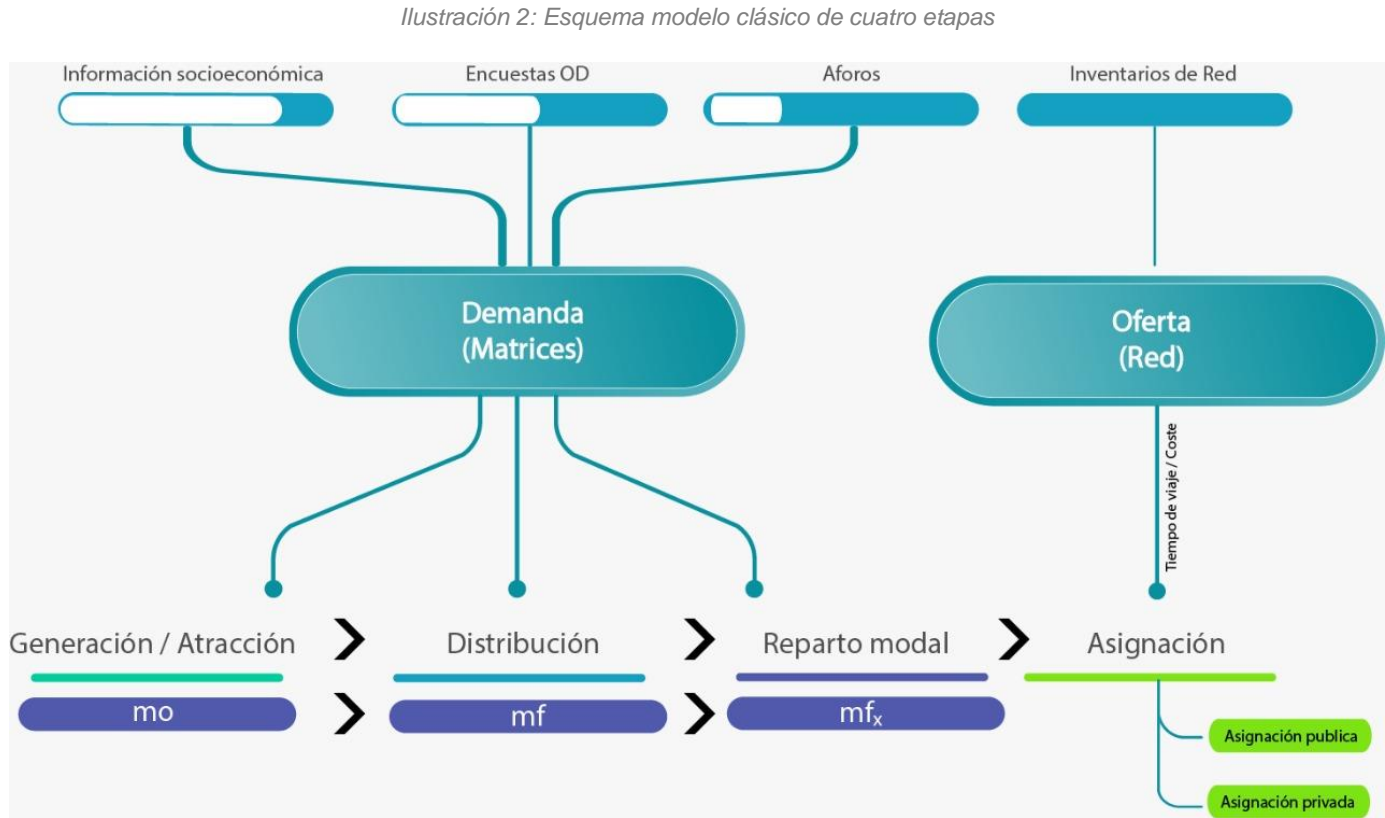 Ilustración 2: Esquema modelo clásico de cuatro etapas
Información socioeconómica
Encuestas OD
Aforos
Inventarios de Red
Demanda
(Matrices)
Oferta
(Red)
Tiempo de viaje / Coste
Generación / Atracción
Distribución
Reparto modal
Asignación
mo
mf
mfx
Asignación publica
Asignación privada